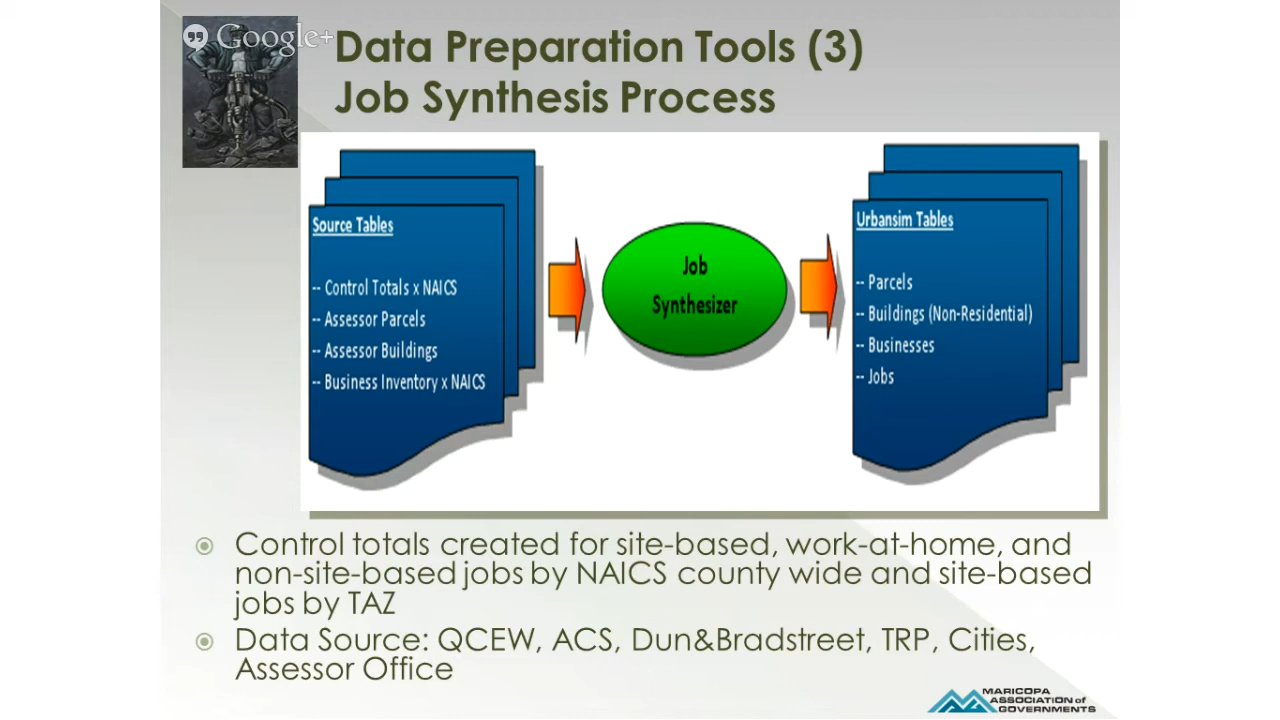 Google+
Data Preparation Tools (3)
Job Synthesis Process
Source Tables
-- Control Totals x NAICS
-- Assessor Parcels
-- Assessor Buildings
-- Business Inventory x NAICS
Job
Synthesizer
Urbansim Tables
-- Parcels
-- Buildings (Non-Residential)
-- Businesses
-- Jobs
Control totals created for site-based, work-at-home, and
non-site-based jobs by NAICS county wide and site-based
jobs by TAZ
Data Source: QCEW, ACS, Dun&Bradstreet, TRP, Cities,
Assessor Office
MARICOPA
ASSOCIATION of
GOVERNMENTS